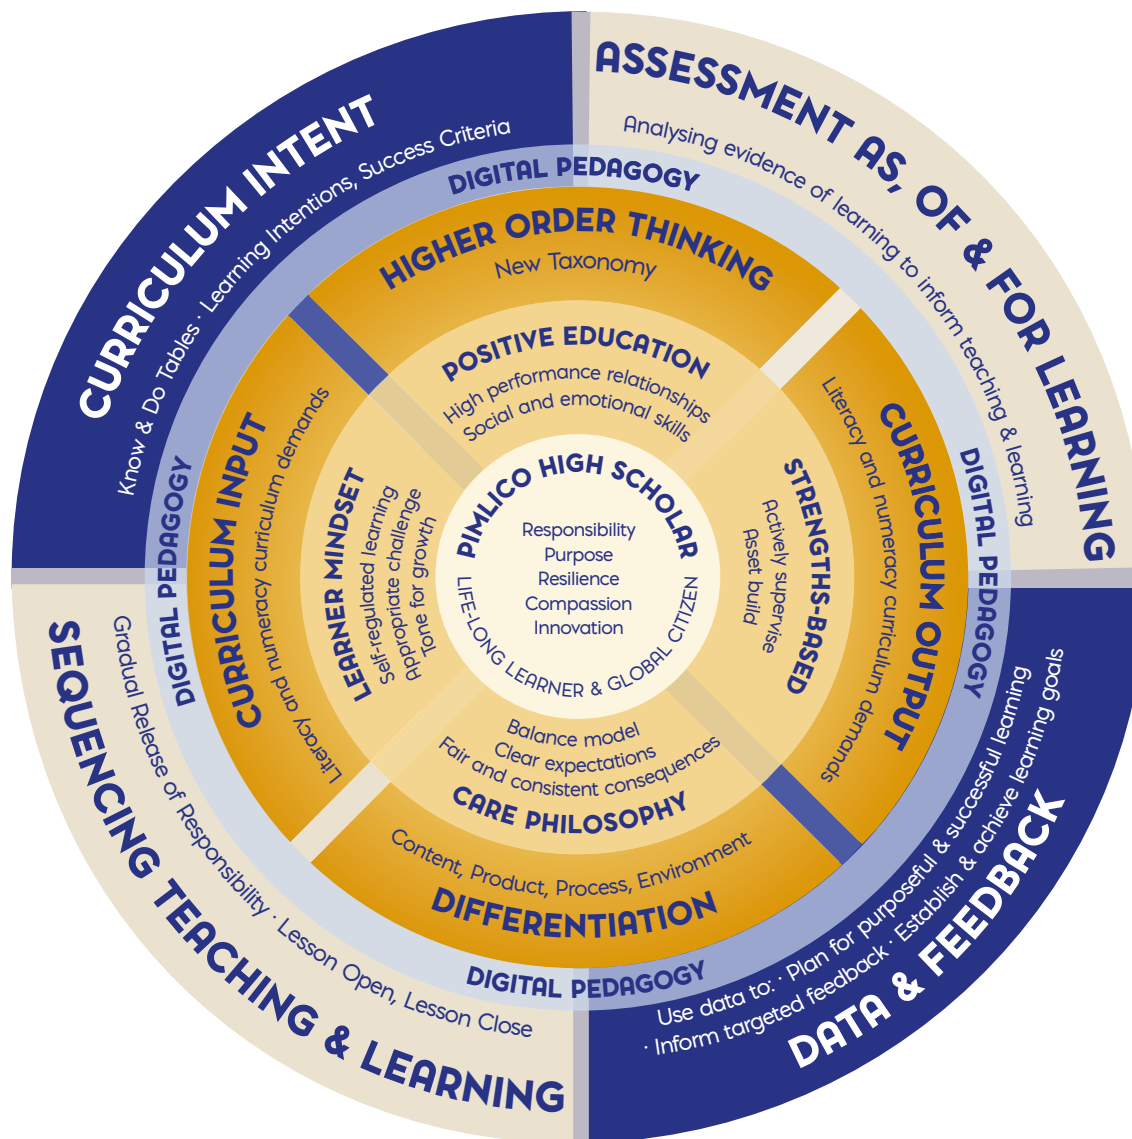 CURRICULUM INTENT
Know & Do Tables · Learning Intentions, Success Criteria
ASSESSMENT AS, OF & FOR LEARNING
Analysing evidence of learning to inform teaching & learning
DIGITAL PEDAGOGY
DIGITAL PEDAGOGY
DIGITAL PEDAGOGY
DIGITAL PEDAGOGY
HIGHER ORDER THINKING
New Taxonomy
CURRICULUM INPUT
Literacy and numeracy curriculum demands
CURRICULUM OUTPUT
Literacy and numeracy curriculum demands
POSITIVE EDUCATION
High performance relationships
Social and emotional skills
LEARNER MINDSET
Self-regulated learning
Appropriate challenge
Tone for growth
STRENGTHS-BASED
Actively supervise
Asset build
PIMLICO HIGH SCHOLAR
Responsibility
Purpose
Resilience
Compassion
Innovation
LIFE-LONG LEARNER & GLOBAL CITIZEN
Balance model
Clear expectations
Fair and consistent consequences
CARE PHILOSOPHY
Content, Product, Process, Environment
DIFFERENTIATION
SEQUENCING TEACHING & LEARNING
Gradual Release of Responsibility · Lesson Open, Lesson Close
Use data to: · Plan for purposeful & successful learning
· Inform targeted feedback · Establish & achieve learning goals
DATA & FEEDBACK